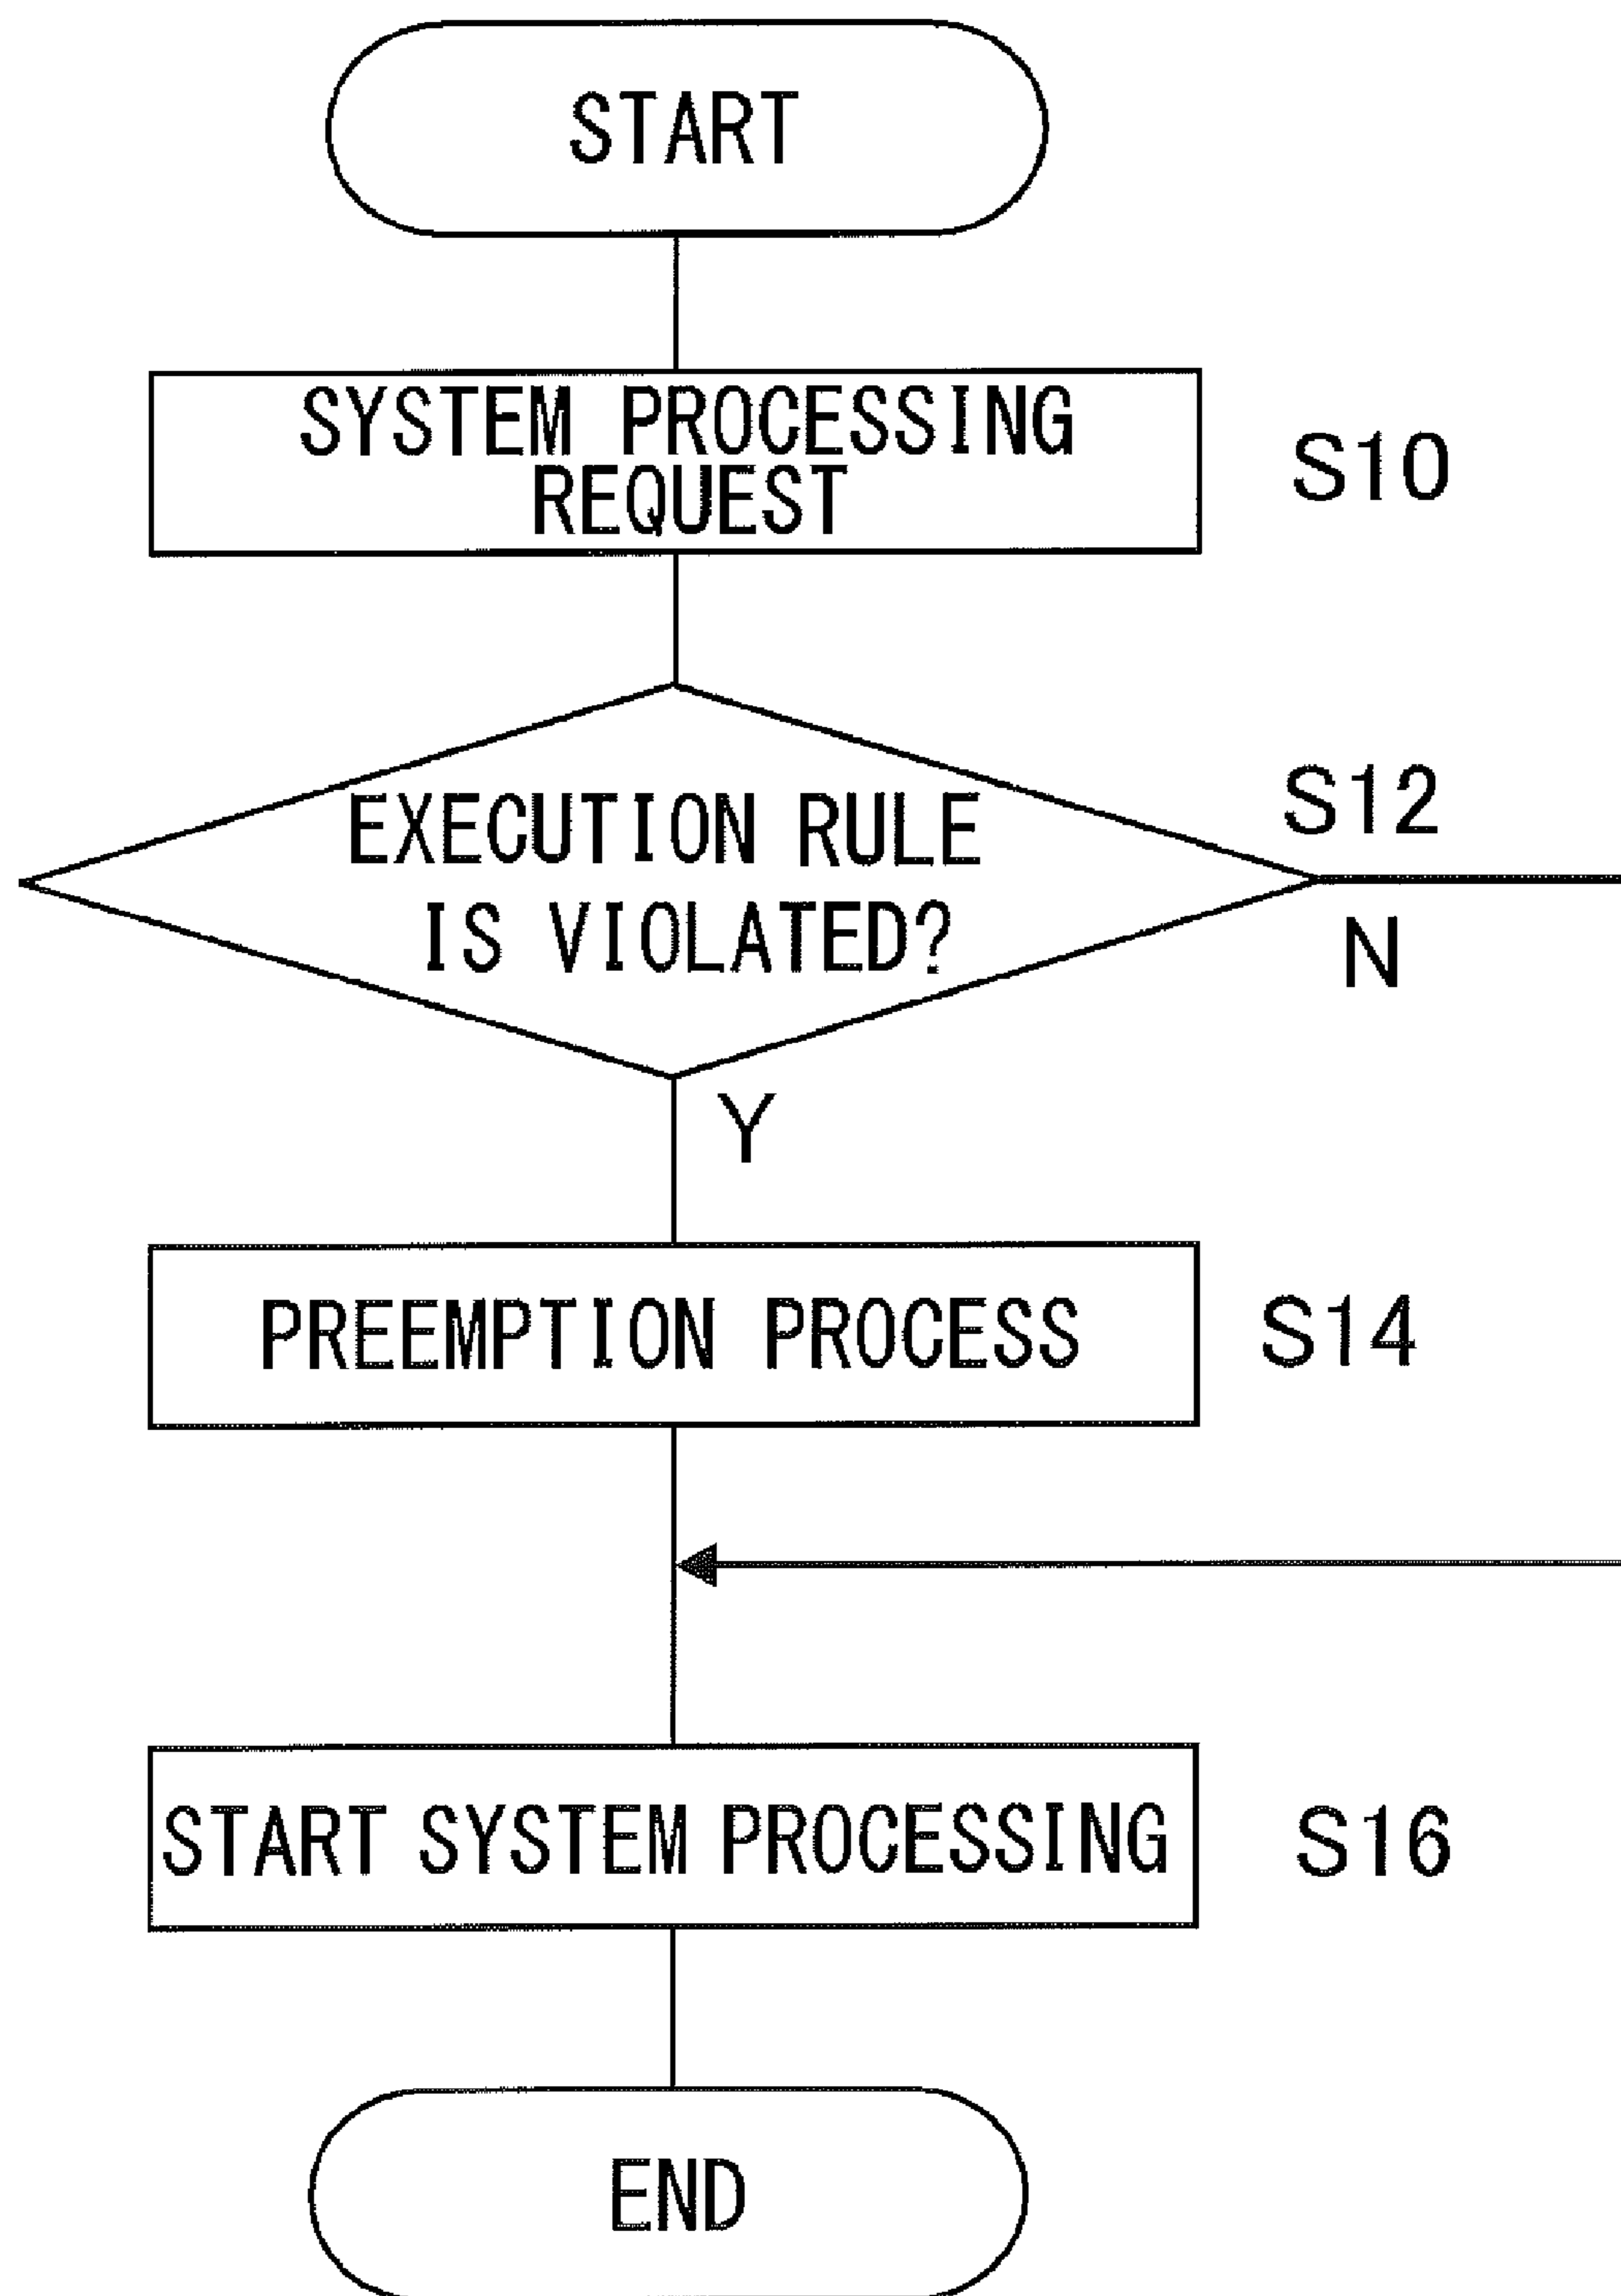 START
SYSTEM PROCESSING
REQUEST
S10
EXECUTION RULE
IS VIOLATED?
S12
N
Y
PREEMPTION PROCESS
S14
START SYSTEM PROCESSING
S16
END